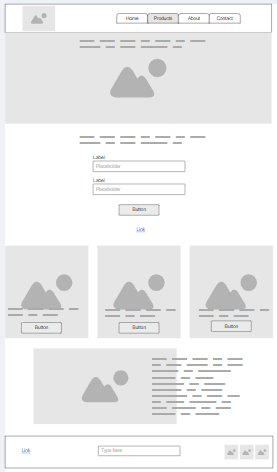 Home Products About Contact
Label
Placeholder
Label
Placeholder
Button
Link
Button Button Button
Link Type here